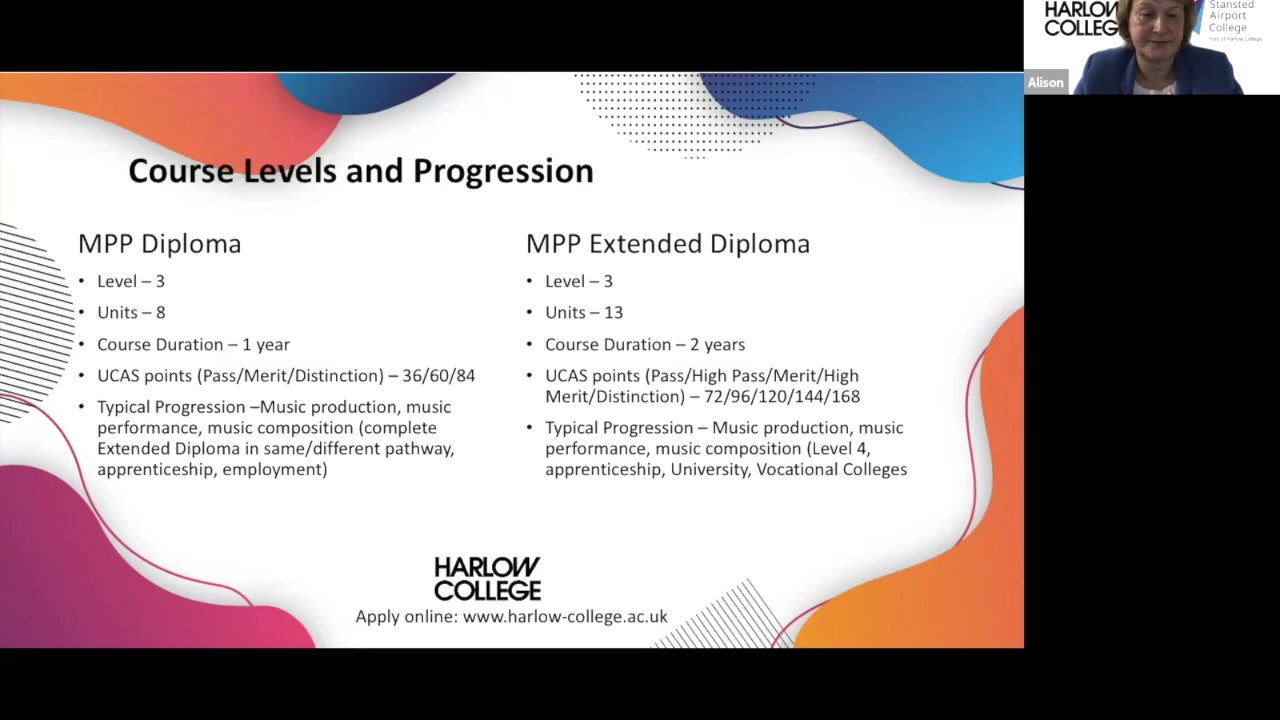 HARLOW
COLLEG
Stansted
Airport
College
Part of Harlow College
Alison
Course Levels and Progression
MPP Diploma
• Level – 3
• Units – 8
• Course Duration – 1 year
• UCAS points (Pass/Merit/Distinction) – 36/60/84
• Typical Progression –Music production, music
performance, music composition (complete
Extended Diploma in same/different pathway,
apprenticeship, employment)
MPP Extended Diploma
• Level – 3
• Units – 13
• Course Duration – 2 years
• UCAS points (Pass/High Pass/Merit/High
Merit/Distinction) – 72/96/120/144/168
• Typical Progression – Music production, music
performance, music composition (Level 4,
apprenticeship, University, Vocational Colleges
HARLOW
COLLEGE
Apply online: www.harlow-college.ac.uk